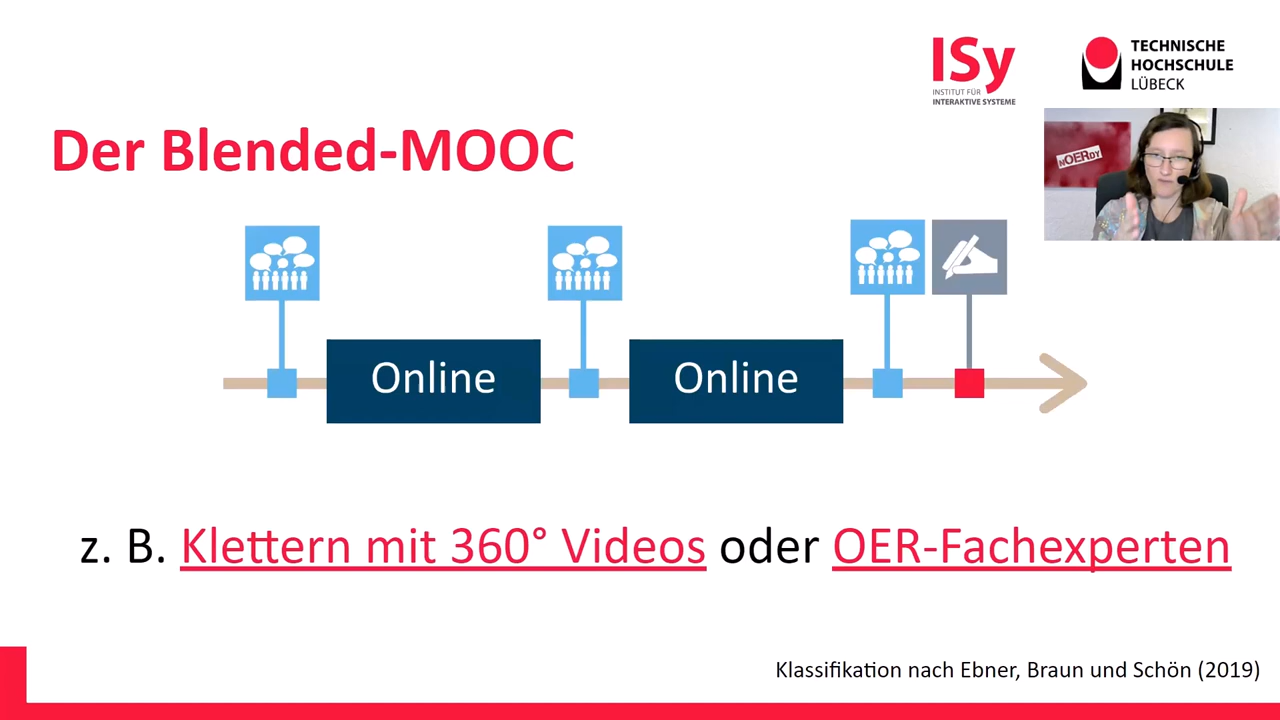 ISy
INSTITUT FÜR
INTERAKTIVE SYSTEME
TECHNISCHE
HOCHSCHULE
LÜBECK
Der Blended-MOOC
nOERdy
Online
Online
z. B. Klettern mit 360° Videos oder OER-Fachexperten
Klassifikation nach Ebner, Braun und Schön (2019)